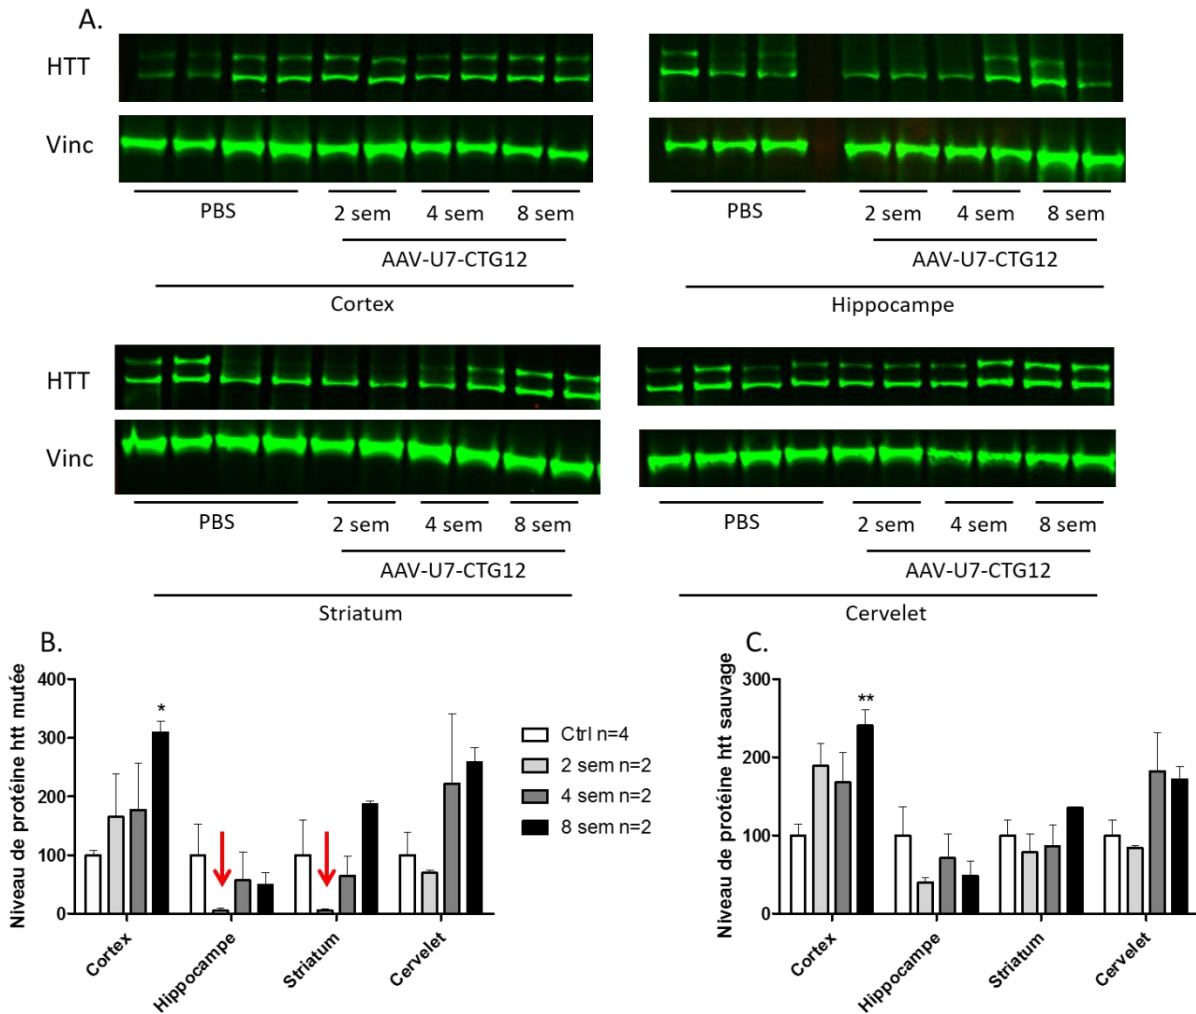 A.
HTT
Vinc
PBS
2 sem 4 sem 8 sem
AAV-U7-CTG12
Cortex
PBS
2 sem 4 sem 8 sem
AAV-U7-CTG12
Hippocampe
HTT
Vinc
PBS
2 sem 4 sem 8 sem
AAV-U7-CTG12
Striatum
PBS
2 sem 4 sem 8 sem
AAV-U7-CTG12
Cervelet
B.
Niveau de protéine htt mutée
400
300
200
100
0
*
Cortex
Hippocampe
Striatum
Cervelet
Ctrl n=4
2 sem n=2
4 sem n=2
8 sem n=2
C.
Niveau de protéine htt sauvage
300
200
100
0
**
Cortex
Hippocampe
Striatum
Cervelet